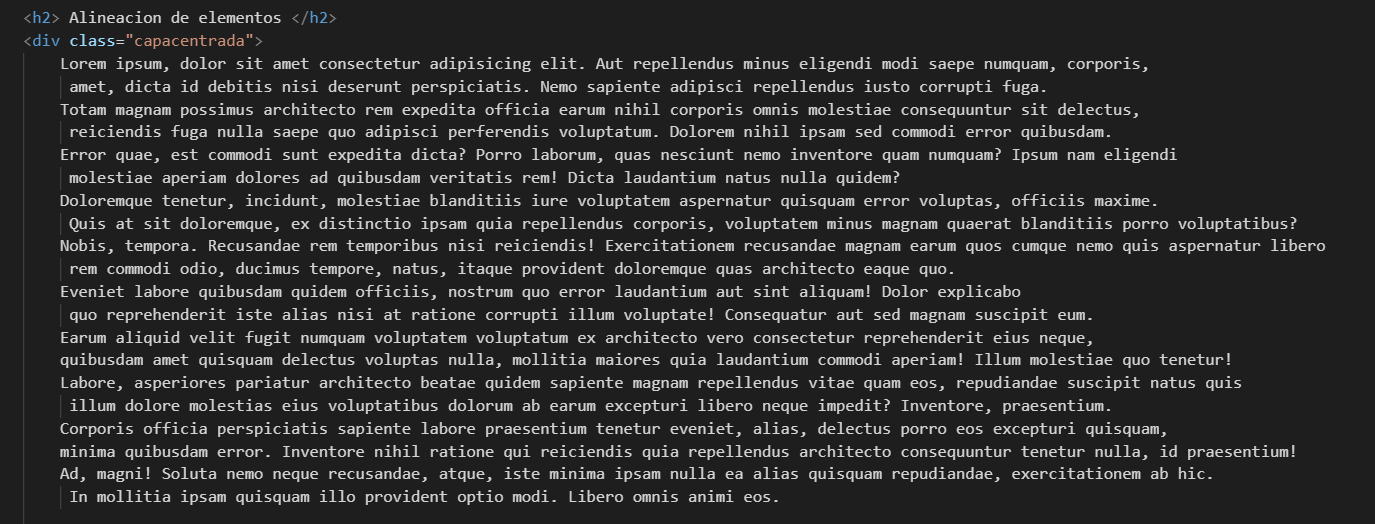 <h2> Alineacion de elementos </h2>
<div class="capacentrada">
Lorem ipsum, dolor sit amet consectetur adipisicing elit. Aut repellendus minus eligendi modi saepe numquam, corporis,
amet, dicta id debitis nisi deserunt perspiciatis. Nemo sapiente adipisci repellendus iusto corrupti fuga.
Totam magnam possimus architecto rem expedita officia earum nihil corporis omnis molestiae consequuntur sit delectus,
reiciendis fuga nulla saepe quo adipisci perferendis voluptatum. Dolorem nihil ipsam sed commodi error quibusdam.
Error quae, est commodi sunt expedita dicta? Porro laborum, quas nesciunt nemo inventore quam numquam? Ipsum nam eligendi
molestiae aperiam dolores ad quibusdam veritatis rem! Dicta laudantium natus nulla quidem?
Doloremque tenetur, incidunt, molestiae blanditiis iure voluptatem aspernatur quisquam error voluptas, officiis maxime.
Quis at sit doloremque, ex distinctio ipsam quia repellendus corporis, voluptatem minus magnam quaerat blanditiis porro voluptatibus?
Nobis, tempora. Recusandae rem temporibus nisi reiciendis! Exercitationem recusandae magnam earum quos cumque nemo quis aspernatur libero
rem commodi odio, ducimus tempore, natus, itaque provident doloremque quas architecto eaque quo.
Eveniet labore quibusdam quidem officiis, nostrum quo error laudantium aut sint aliquam! Dolor explicabo
quo reprehenderit iste alias nisi at ratione corrupti illum voluptate! Consequatur aut sed magnam suscipit eum.
Earum aliquid velit fugit numquam voluptatem voluptatum ex architecto vero consectetur reprehenderit eius neque,
quibusdam amet quisquam delectus voluptas nulla, mollitia maiores quia laudantium commodi aperiam! Illum molestiae quo tenetur!
Labore, asperiores pariatur architecto beatae quidem sapiente magnam repellendus vitae quam eos, repudiandae suscipit natus quis
illum dolore molestias eius voluptatibus dolorum ab earum excepturi libero neque impedit? Inventore, praesentium.
Corporis officia perspiciatis sapiente labore praesentium tenetur eveniet, alias, delectus porro eos excepturi quisquam,
minima quibusdam error. Inventore nihil ratione qui reiciendis quia repellendus architecto consequuntur tenetur nulla, id praesentium!
Ad, magni! Soluta nemo neque recusandae, atque, iste minima ipsam nulla ea alias quisquam repudiandae, exercitationem ab hic.
In mollitia ipsam quisquam illo provident optio modi. Libero omnis animi eos.